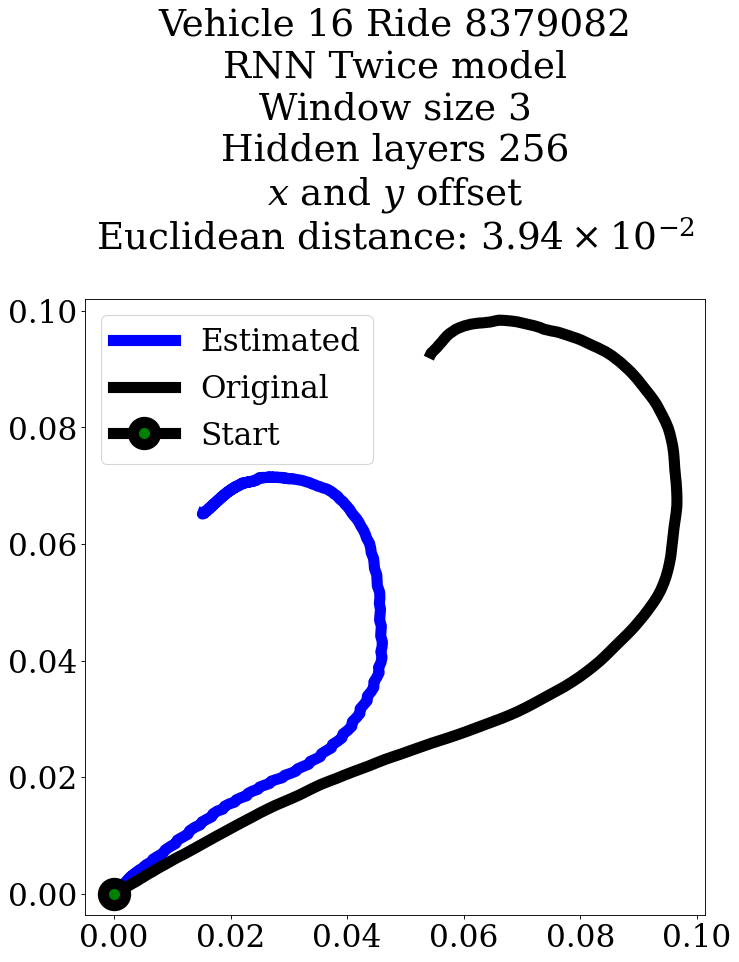 Vehicle 16 Ride 8379082
RNN Twice model
Window size 3
Hidden layers 256
x and y offset
Euclidean distance: 3.94 × 10⁻²
0.10
0.08
0.06
0.04
0.02
0.00
Estimated
Original
Start
0.00 0.02 0.04 0.06 0.08 0.10